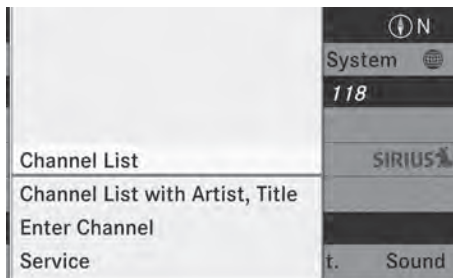 N
System
118
Channel List
SIRIUS
Channel List with Artist, Title
Enter Channel
Service
t. Sound